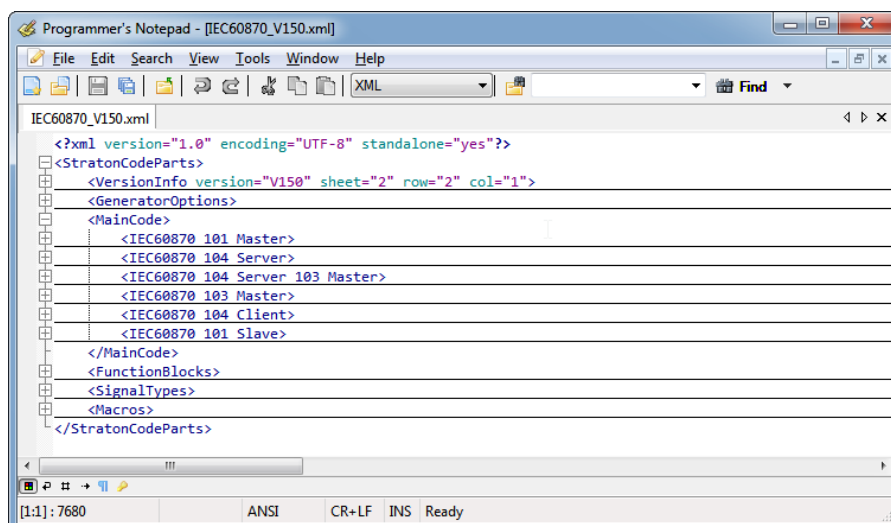 Programmer's Notepad - [IEC60870_V150.xml]
File Edit Search View Tools Window Help
XML Find
IEC60870_V150.xml
<?xml version="1.0" encoding="UTF-8" standalone="yes"?>
<StratonCodeParts>
<VersionInfo version="V150" sheet="2" row="2" col="1">
<GeneratorOptions>
<MainCode>
<IEC60870 101 Master>
<IEC60870 104 Server>
<IEC60870 104 Server 103 Master>
<IEC60870 103 Master>
<IEC60870 104 Client>
<IEC60870 101 Slave>
</MainCode>
<FunctionBlocks>
<SignalTypes>
<Macros>
</StratonCodeParts>
[1:1] : 7680 ANSI CR+LF INS Ready